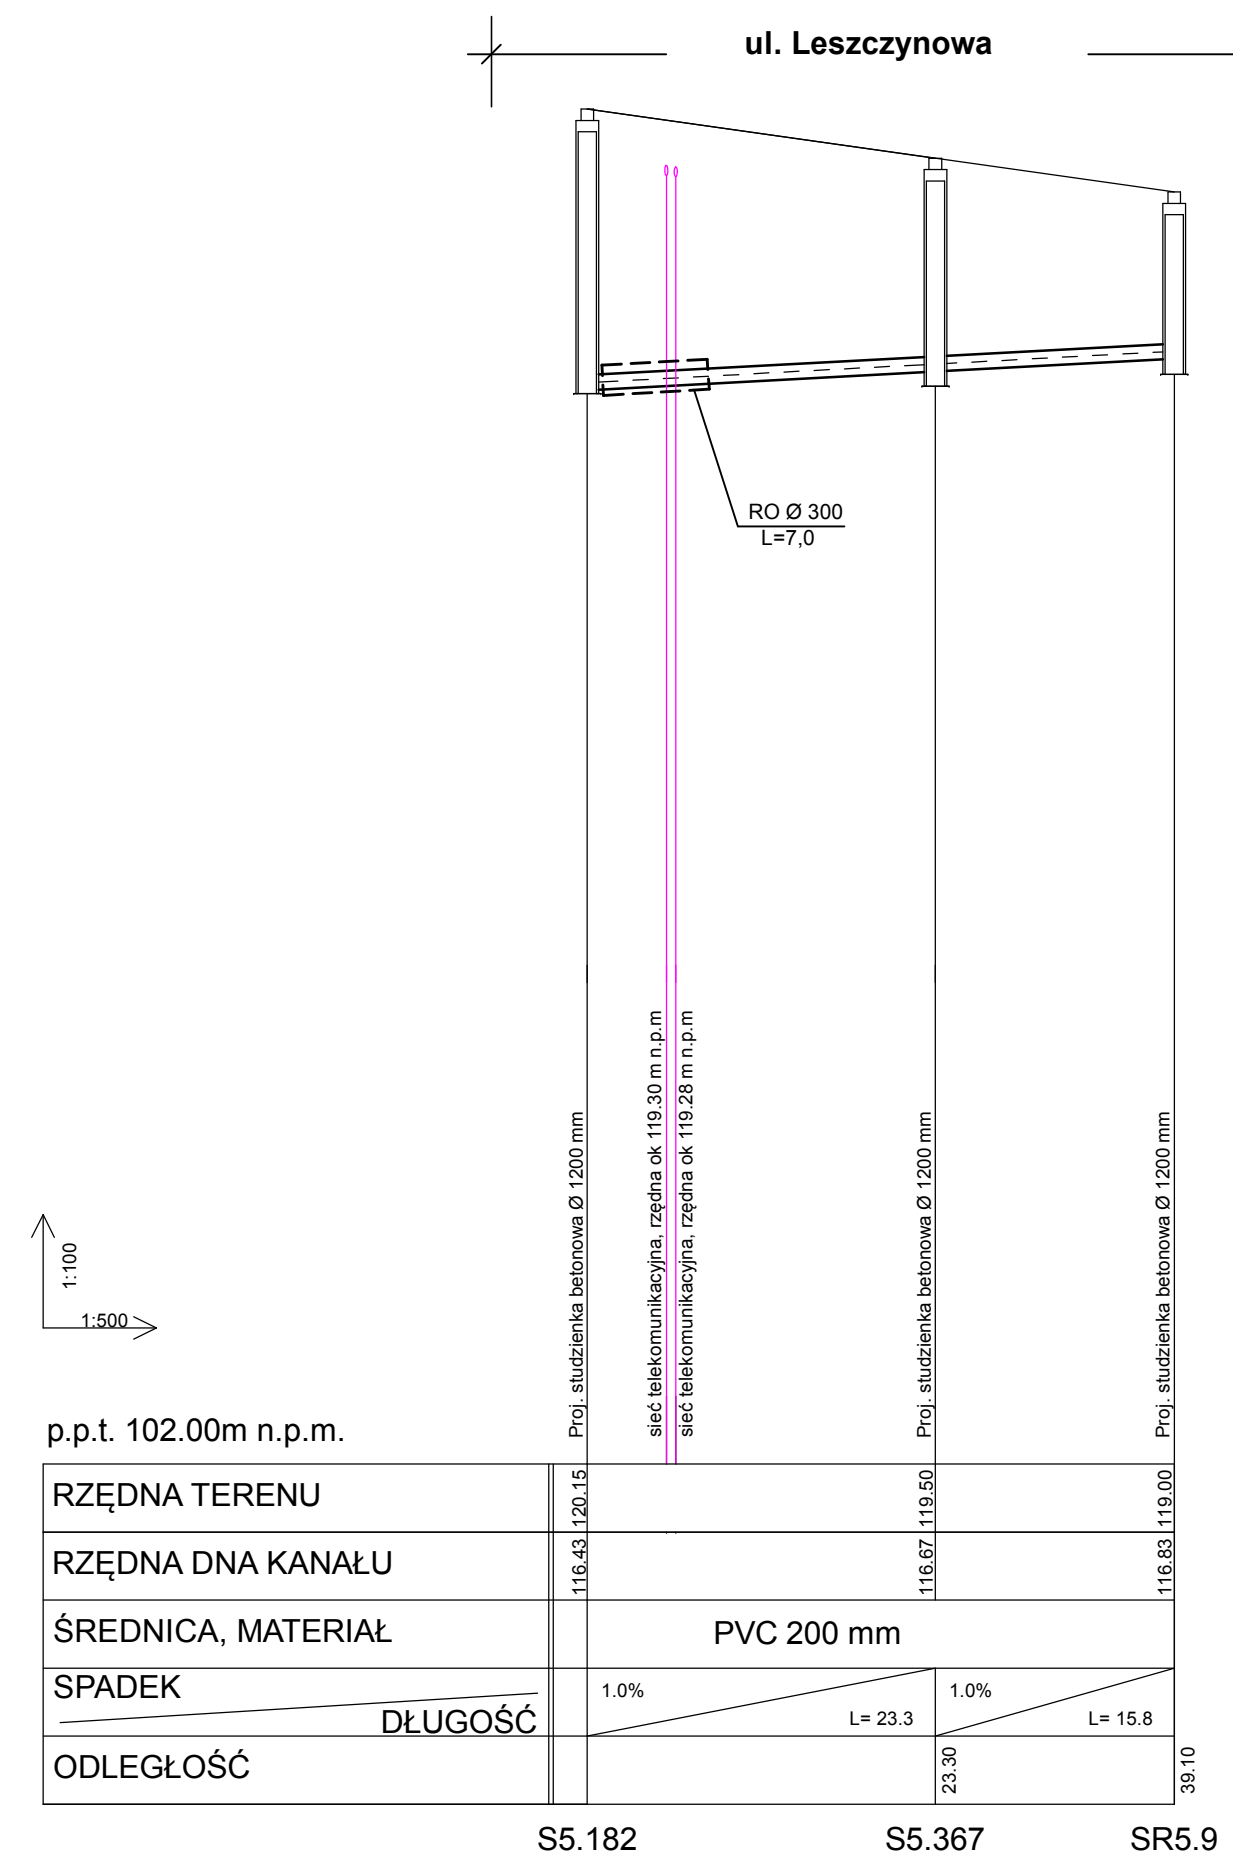 ul. Leszczynowa
RO Ø 300
L=7,0
Proj. studzienka betonowa Ø 1200 mm
sieć telekomunikacyjna, rzędna ok 119.30 m n.p.m
sieć telekomunikacyjna, rzędna ok 119.28 m n.p.m
Proj. studzienka betonowa Ø 1200 mm
Proj. studzienka betonowa Ø 1200 mm
1:100
1:500
p.p.t. 102.00m n.p.m.
RZĘDNA TERENU 120.15 119.50 119.00
RZĘDNA DNA KANAŁU 116.43 116.67 116.83
ŚREDNICA, MATERIAŁ PVC 200 mm
SPADEK 1.0% 1.0%
DŁUGOŚĆ L= 23.3 L= 15.8
ODLEGŁOŚĆ 23.30 39.10
S5.182 S5.367 SR5.9